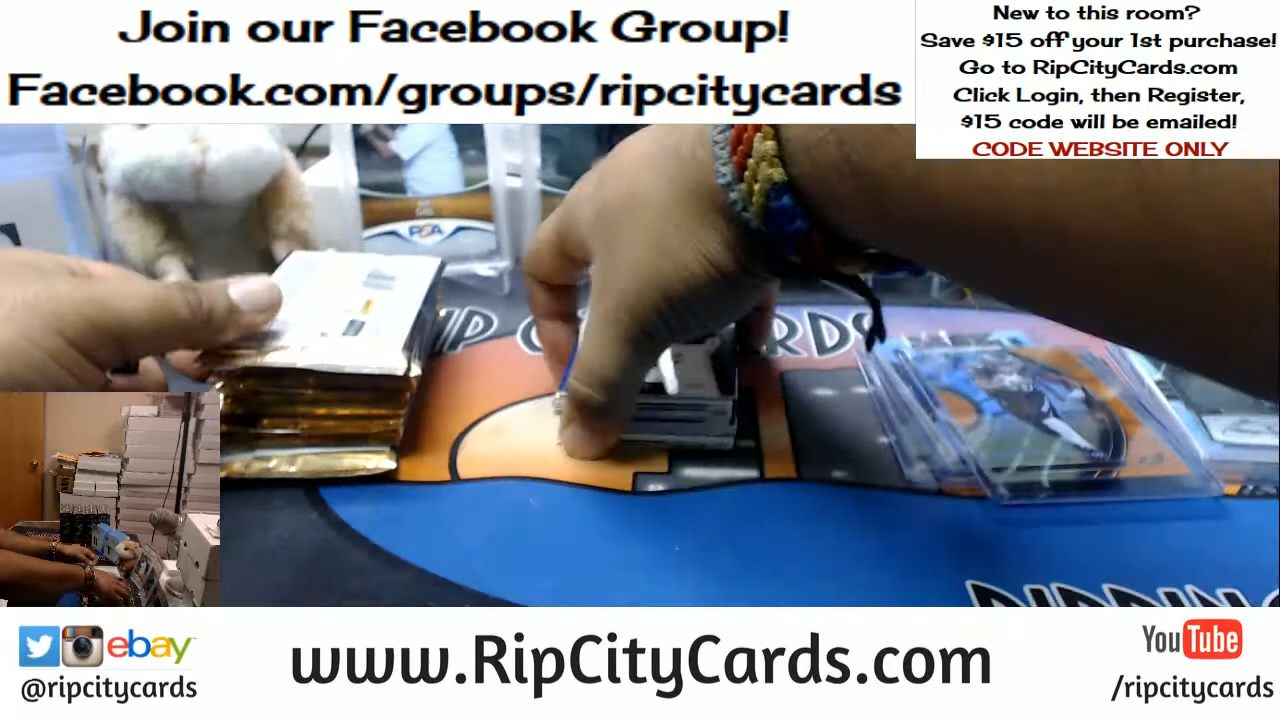 Join our Facebook Group!
Facebook.com/groups/ripcitycards
New to this room?
Save $15 off your 1st purchase!
Go to RipCityCards.com
Click Login, then Register,
$15 code will be emailed!
CODE WEBSITE ONLY
PSA
ebay
@ripcitycards
www.RipCityCards.com
YouTube
/ripcitycards